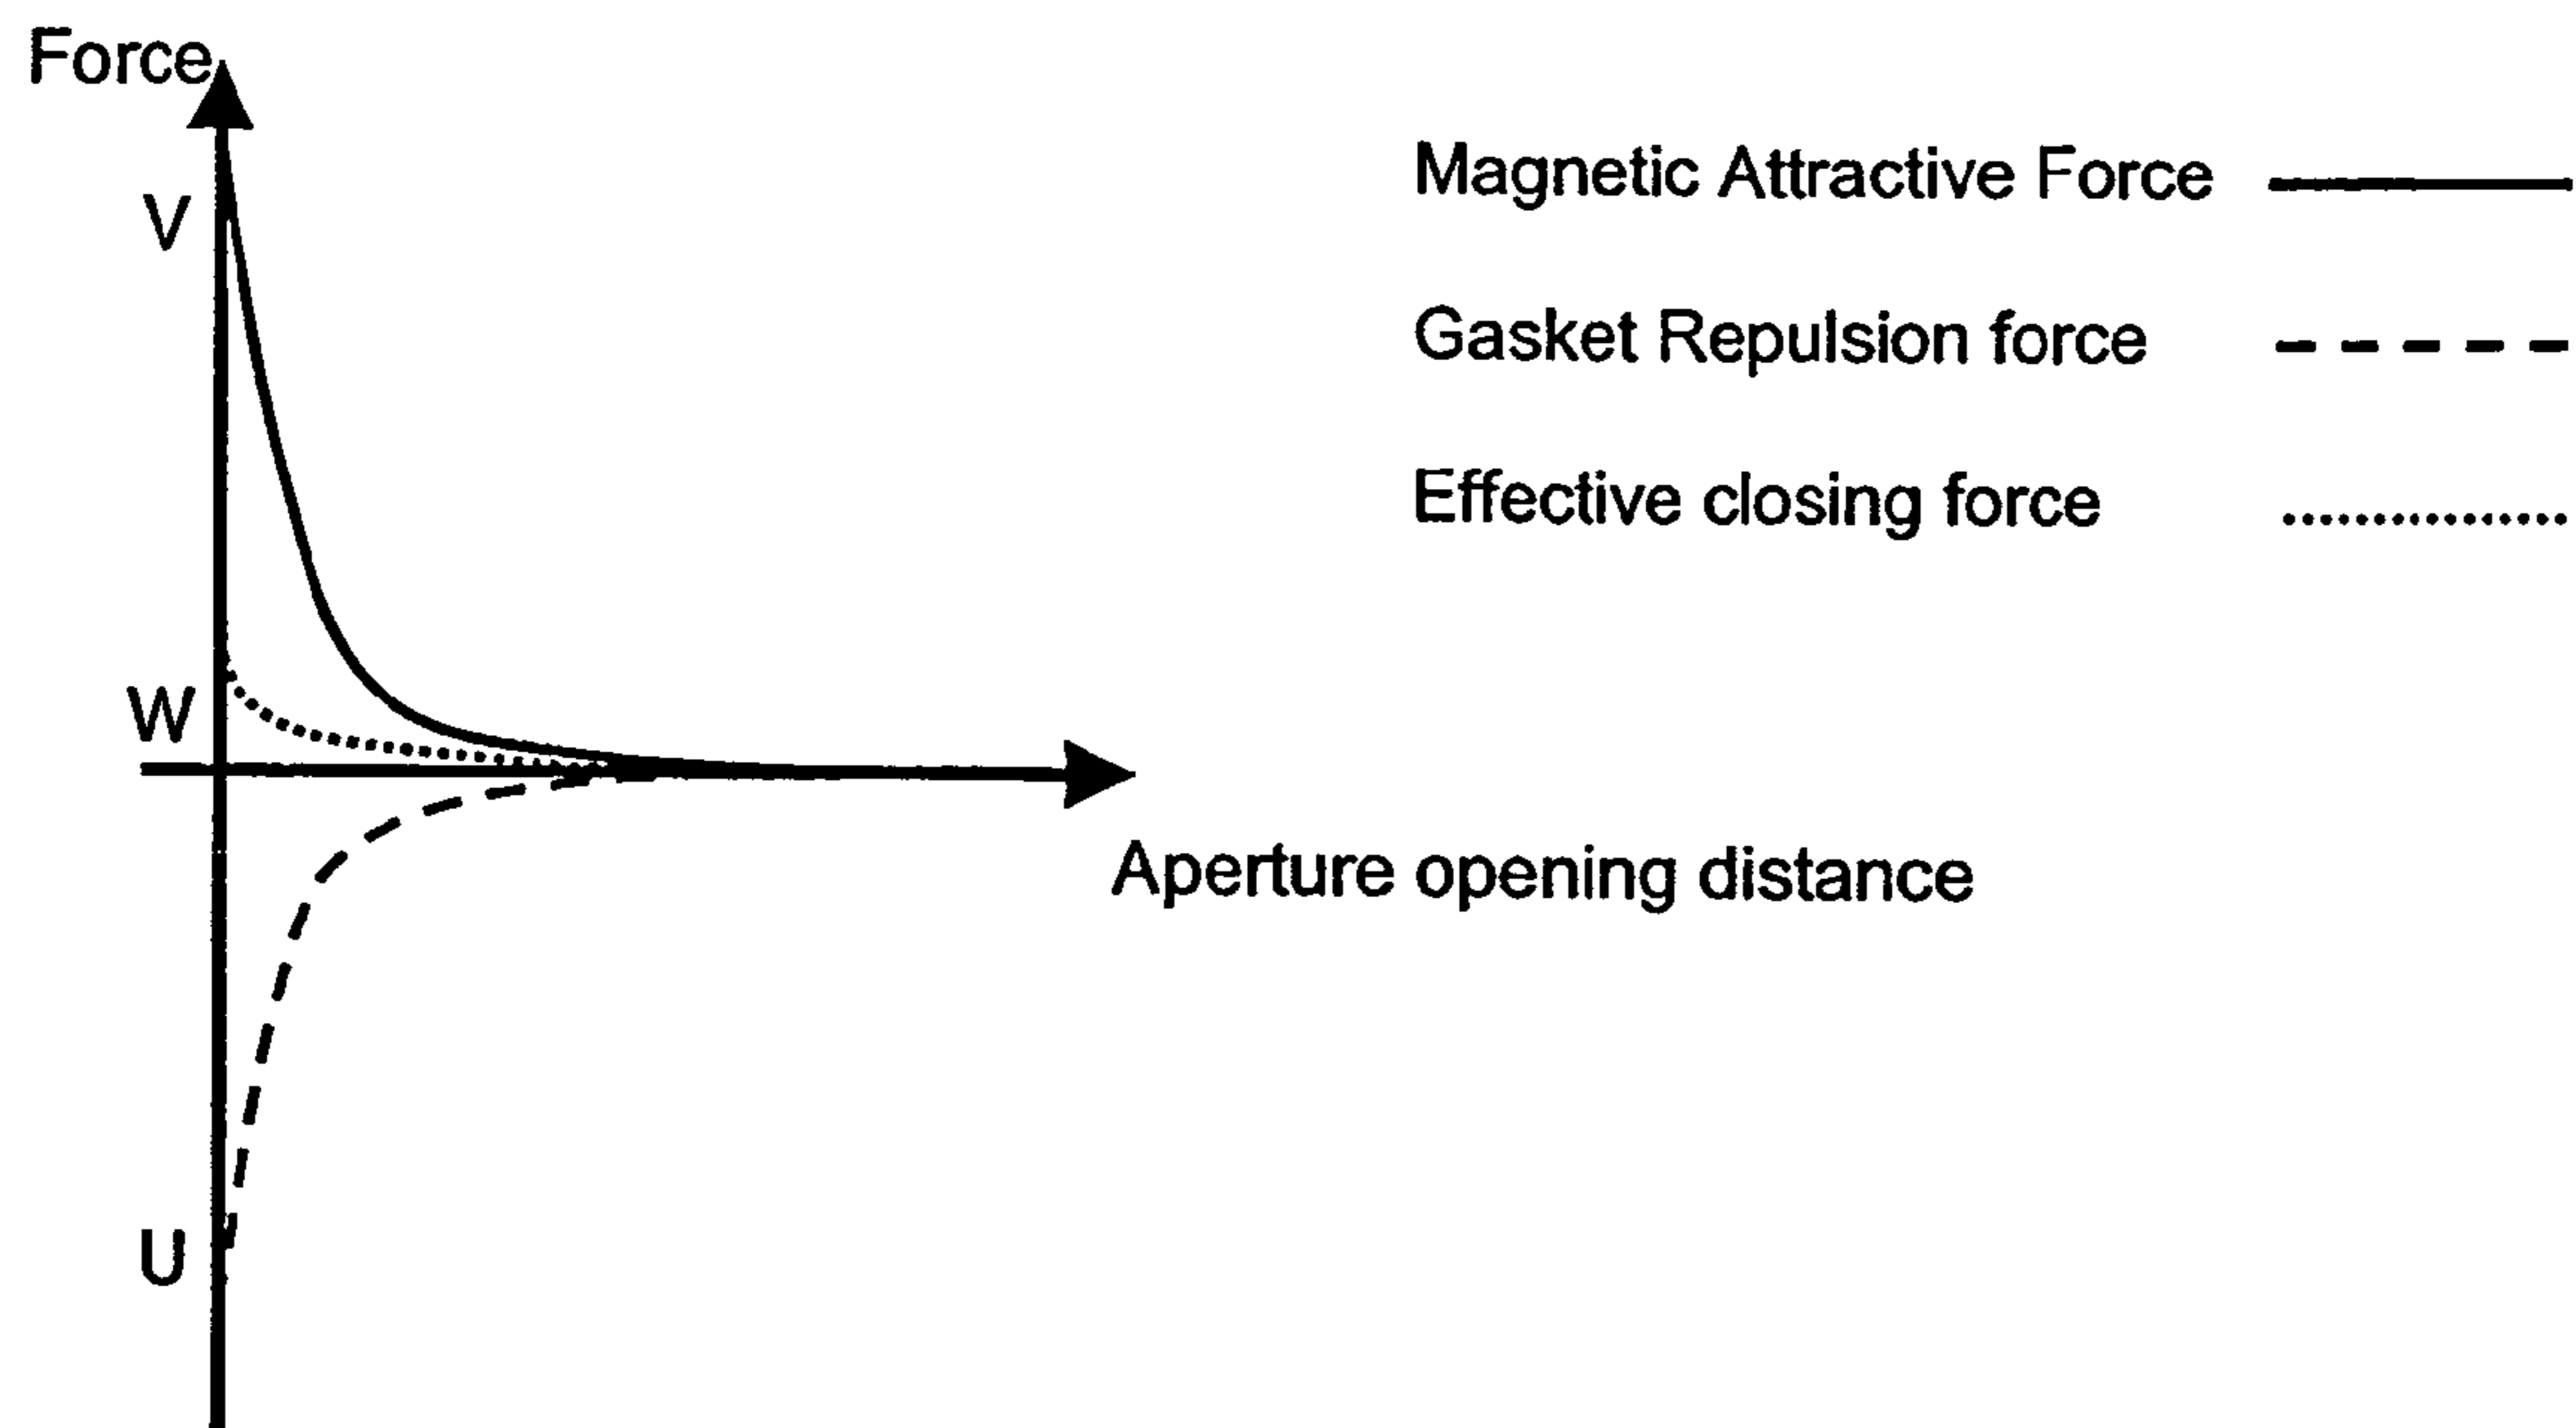 Force
V
W
U
Aperture opening distance
Magnetic Attractive Force
Gasket Repulsion force
Effective closing force